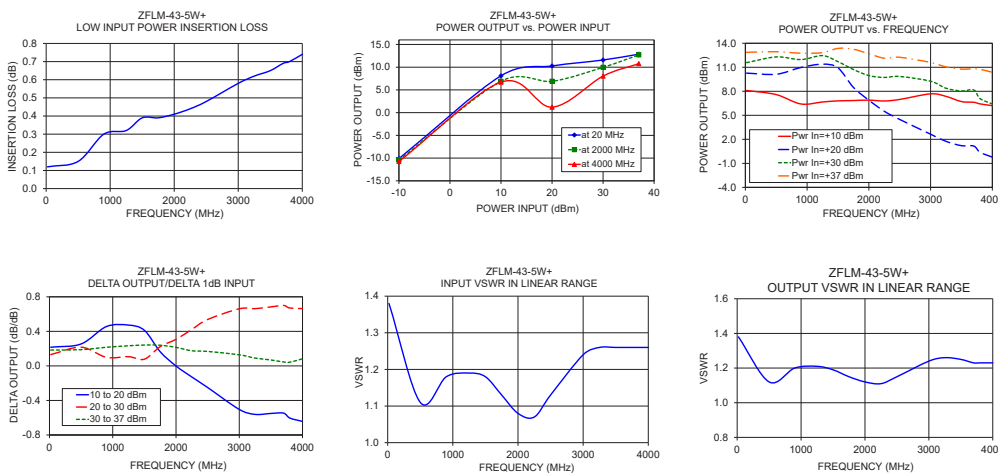 ZFLM-43-5W+
LOW INPUT POWER INSERTION LOSS
INSERTION LOSS (dB)
0.8
0.7
0.6
0.5
0.4
0.3
0.2
0.1
0.0
0 1000 2000 3000 4000
FREQUENCY (MHz)
ZFLM-43-5W+
POWER OUTPUT vs. POWER INPUT
POWER OUTPUT (dBm)
15.0
10.0
5.0
0.0
-5.0
-10.0
-15.0
at 20 MHz
at 2000 MHz
at 4000 MHz
-10 0 10 20 30 40
POWER INPUT (dBm)
ZFLM-43-5W+
POWER OUTPUT vs. FREQUENCY
POWER OUTPUT (dBm)
14.0
11.0
8.0
5.0
2.0
-1.0
-4.0
Pwr In=+10 dBm
Pwr In=+20 dBm
Pwr In=+30 dBm
Pwr In=+37 dBm
0 1000 2000 3000 400
FREQUENCY (MHz)
ZFLM-43-5W+
DELTA OUTPUT/DELTA 1dB INPUT
DELTA OUTPUT (dB/dB)
0.8
0.4
0.0
-0.4
-0.8
10 to 20 dBm
20 to 30 dBm
30 to 37 dBm
0 1000 2000 3000 4000
FREQUENCY (MHz)
ZFLM-43-5W+
INPUT VSWR IN LINEAR RANGE
VSWR
1.4
1.3
1.2
1.1
1.0
0 1000 2000 3000 4000
FREQUENCY (MHz)
ZFLM-43-5W+
OUTPUT VSWR IN LINEAR RANGE
VSWR
1.6
1.4
1.2
1.0
0.8
0 1000 2000 3000 400
FREQUENCY (MHz)